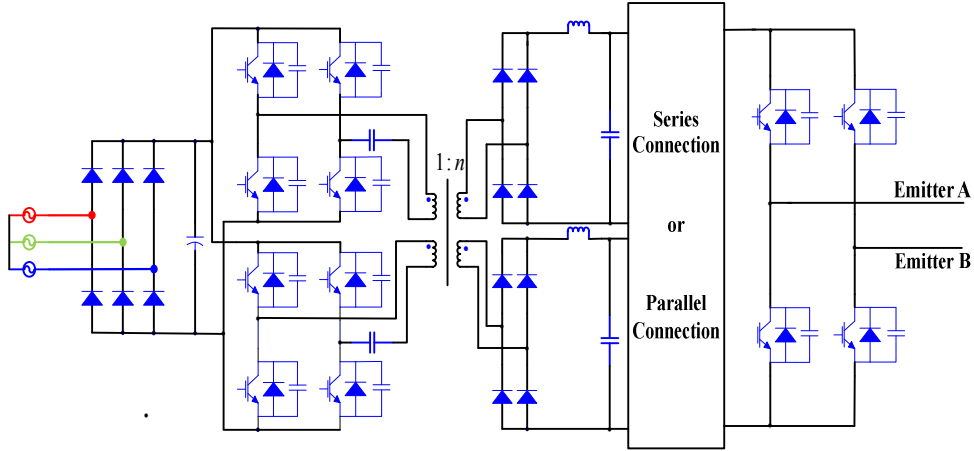 1:n
Series
Connection
or
Parallel
Connection
Emitter A
Emitter B